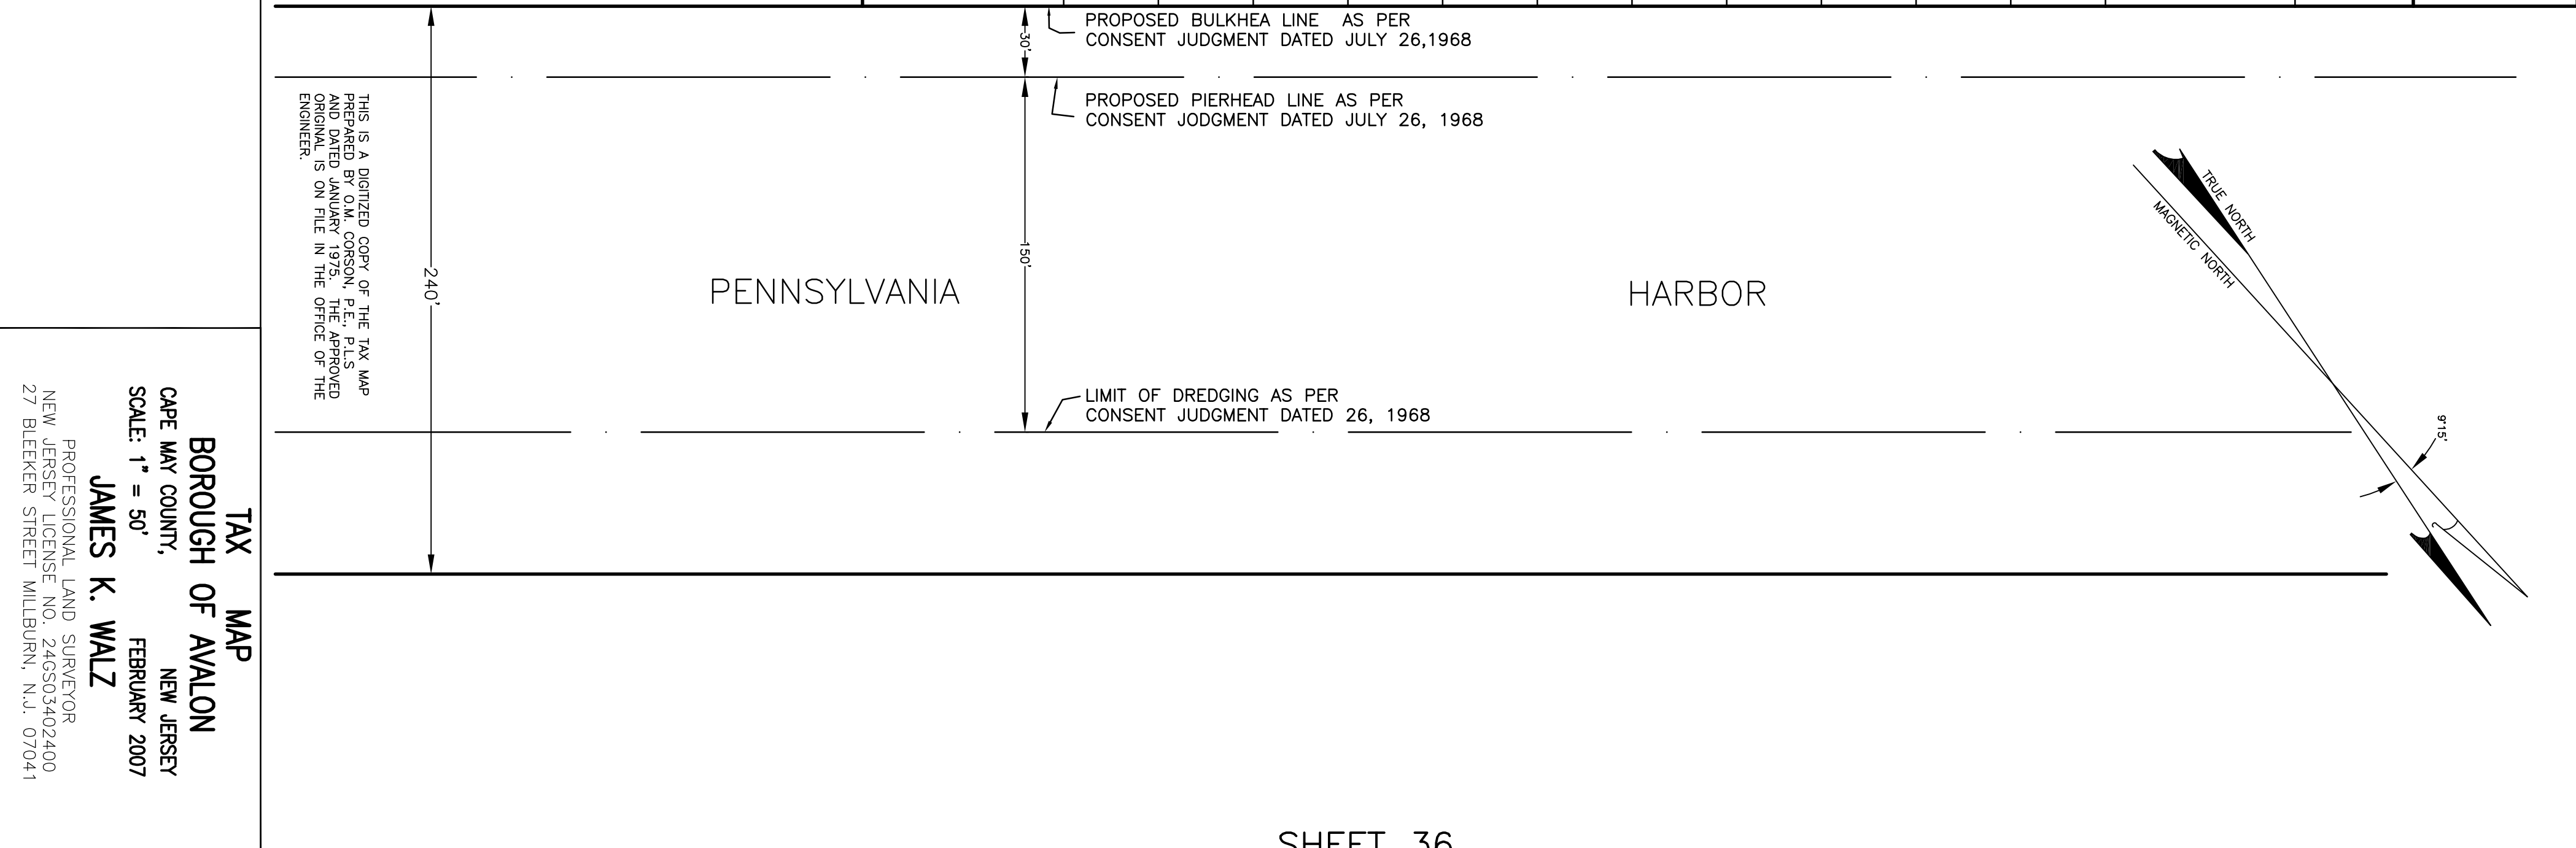 PROPOSED BULKHEA LINE AS PER
CONSENT JUDGMENT DATED JULY 26,1968
30'
PROPOSED PIERHEAD LINE AS PER
CONSENT JODGMENT DATED JULY 26, 1968
THIS IS A DIGITIZED COPY OF THE TAX MAP
PREPARED BY O.M. CORSON, P.E., P.L.S
AND DATED JANUARY 1975. THE APPROVED
ORIGINAL IS ON FILE IN THE OFFICE OF THE
ENGINEER.
240'
150'
PENNSYLVANIA
HARBOR
TRUE NORTH
MAGNETIC NORTH
9°15'
LIMIT OF DREDGING AS PER
CONSENT JUDGMENT DATED 26, 1968
TAX MAP
BOROUGH OF AVALON
CAPE MAY COUNTY, NEW JERSEY
SCALE: 1" = 50' FEBRUARY 2007
JAMES K. WALZ
PROFESSIONAL LAND SURVEYOR
NEW JERSEY LICENSE NO. 24GS03402400
27 BLEEKER STREET MILLBURN, N.J. 07041
SHEET 36